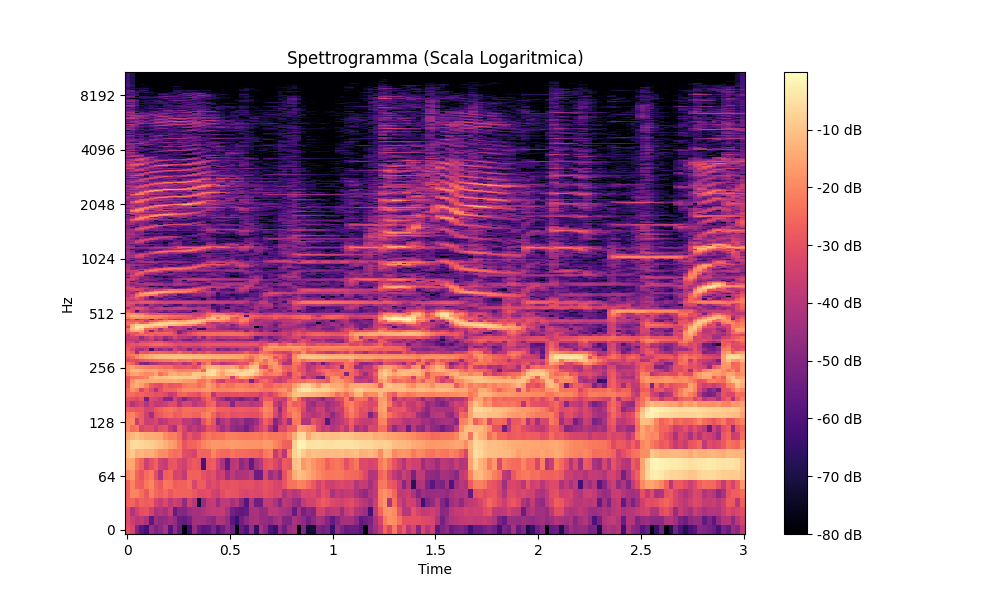 Spettrogramma (Scala Logaritmica)
Hz
8192
4096
2048
1024
512
256
128
64
0
0 0.5 1 1.5 2 2.5 3
Time
-10 dB
-20 dB
-30 dB
-40 dB
-50 dB
-60 dB
-70 dB
-80 dB